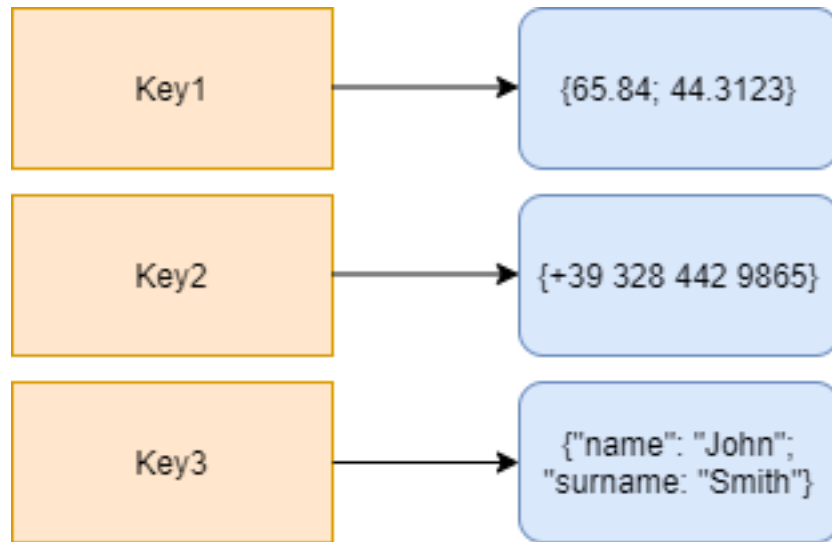 Key1
{65.84; 44.3123}
Key2
{+39 328 442 9865}
Key3
{"name": "John";
"surname: "Smith"}